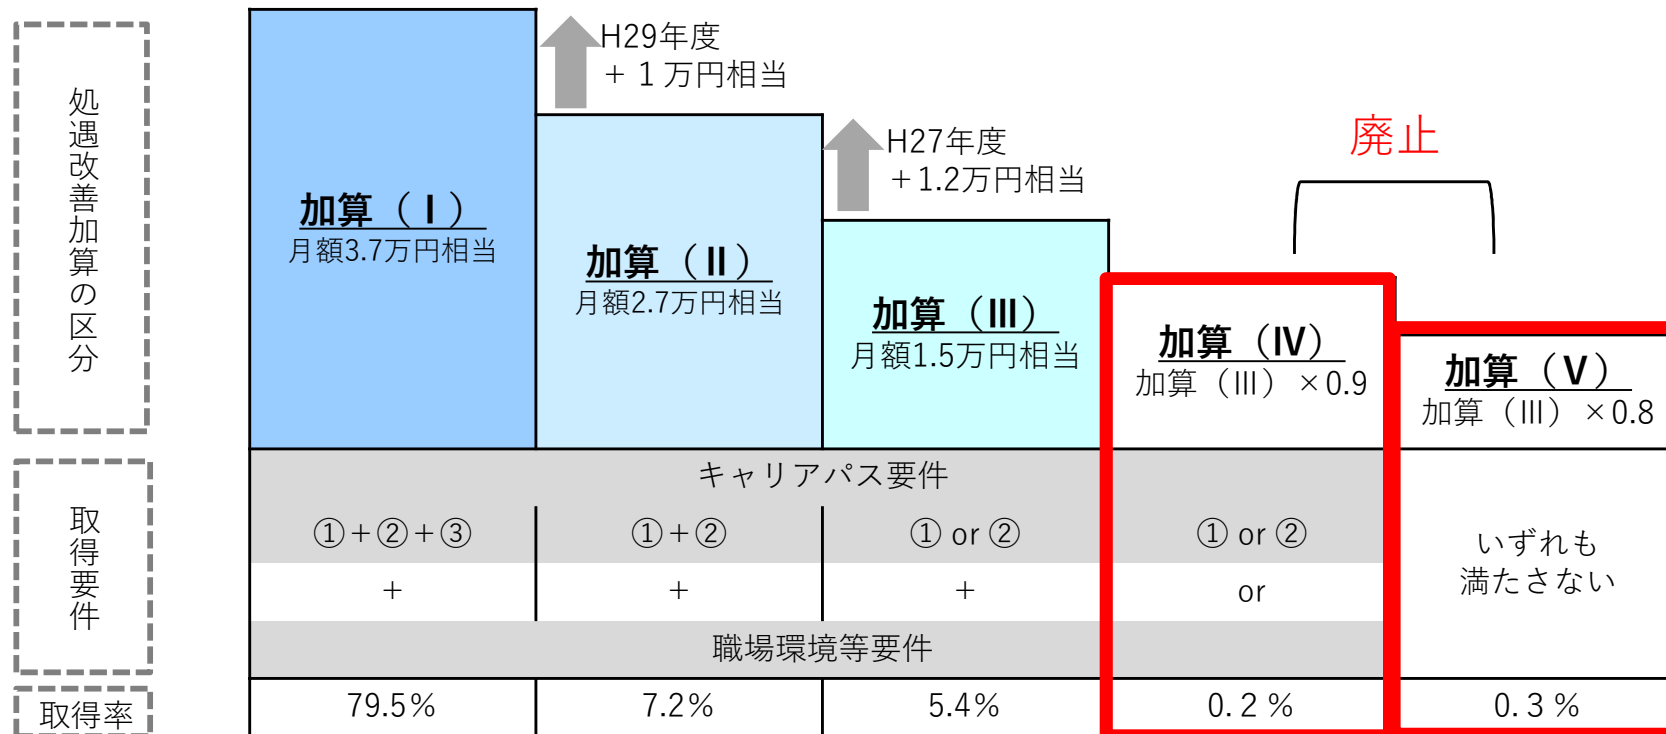 処遇改善加算の区分
加算（Ⅰ）
月額3.7万円相当
H29年度
＋１万円相当
加算（Ⅱ）
月額2.7万円相当
H27年度
＋1.2万円相当
加算（Ⅲ）
月額1.5万円相当
廃止
加算（Ⅳ）
加算（Ⅲ）×0.9
加算（Ⅴ）
加算（Ⅲ）×0.8
取得要件
キャリアパス要件
①＋②＋③
①＋②
① or ②
① or ②
いずれも
満たさない
＋
＋
＋
or
職場環境等要件
取得率
79.5%
7.2%
5.4%
0.２％
0.３％